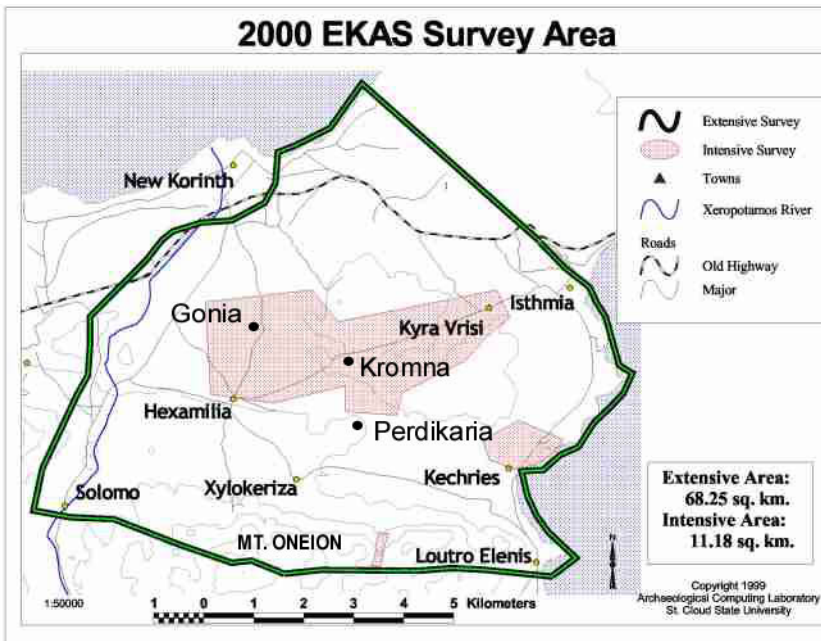 2000 EKAS Survey Area
Extensive Survey
Intensive Survey
Towns
Xeropotamos River
Roads
Old Highway
Major
New Korinth
Isthmia
Gonia
Kyra Vrisi
Kromna
Hexamilia
Perdikaria
Kechries
Xylokeriza
Solomo
MT. ONEION
Loutro Elenis
Extensive Area:
68.25 sq. km.
Intensive Area:
11.18 sq. km.
N
1:50000
1 0 1 2 3 4 5 Kilometers
Copyright 1999
Archaeological Computing Laboratory
St. Cloud State University